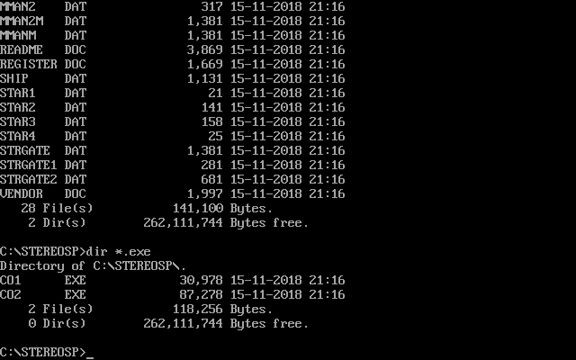 MMAN2 DAT 317 15-11-2018 21:16
MMAN2M DAT 1,381 15-11-2018 21:16
MMANM DAT 1,381 15-11-2018 21:16
README DOC 3,869 15-11-2018 21:16
REGISTER DOC 1,669 15-11-2018 21:16
SHIP DAT 1,131 15-11-2018 21:16
STAR1 DAT 21 15-11-2018 21:16
STAR2 DAT 141 15-11-2018 21:16
STAR3 DAT 158 15-11-2018 21:16
STAR4 DAT 25 15-11-2018 21:16
STRGATE DAT 1,381 15-11-2018 21:16
STRGATE1 DAT 281 15-11-2018 21:16
STRGATE2 DAT 681 15-11-2018 21:16
VENDOR DOC 1,997 15-11-2018 21:16
28 File(s) 141,100 Bytes.
2 Dir(s) 262,111,744 Bytes free.
C:\STEREOSP>dir *.exe
Directory of C:\STEREOSP\.
CO1 EXE 30,978 15-11-2018 21:16
CO2 EXE 87,278 15-11-2018 21:16
2 File(s) 118,256 Bytes.
0 Dir(s) 262,111,744 Bytes free.
C:\STEREOSP>_